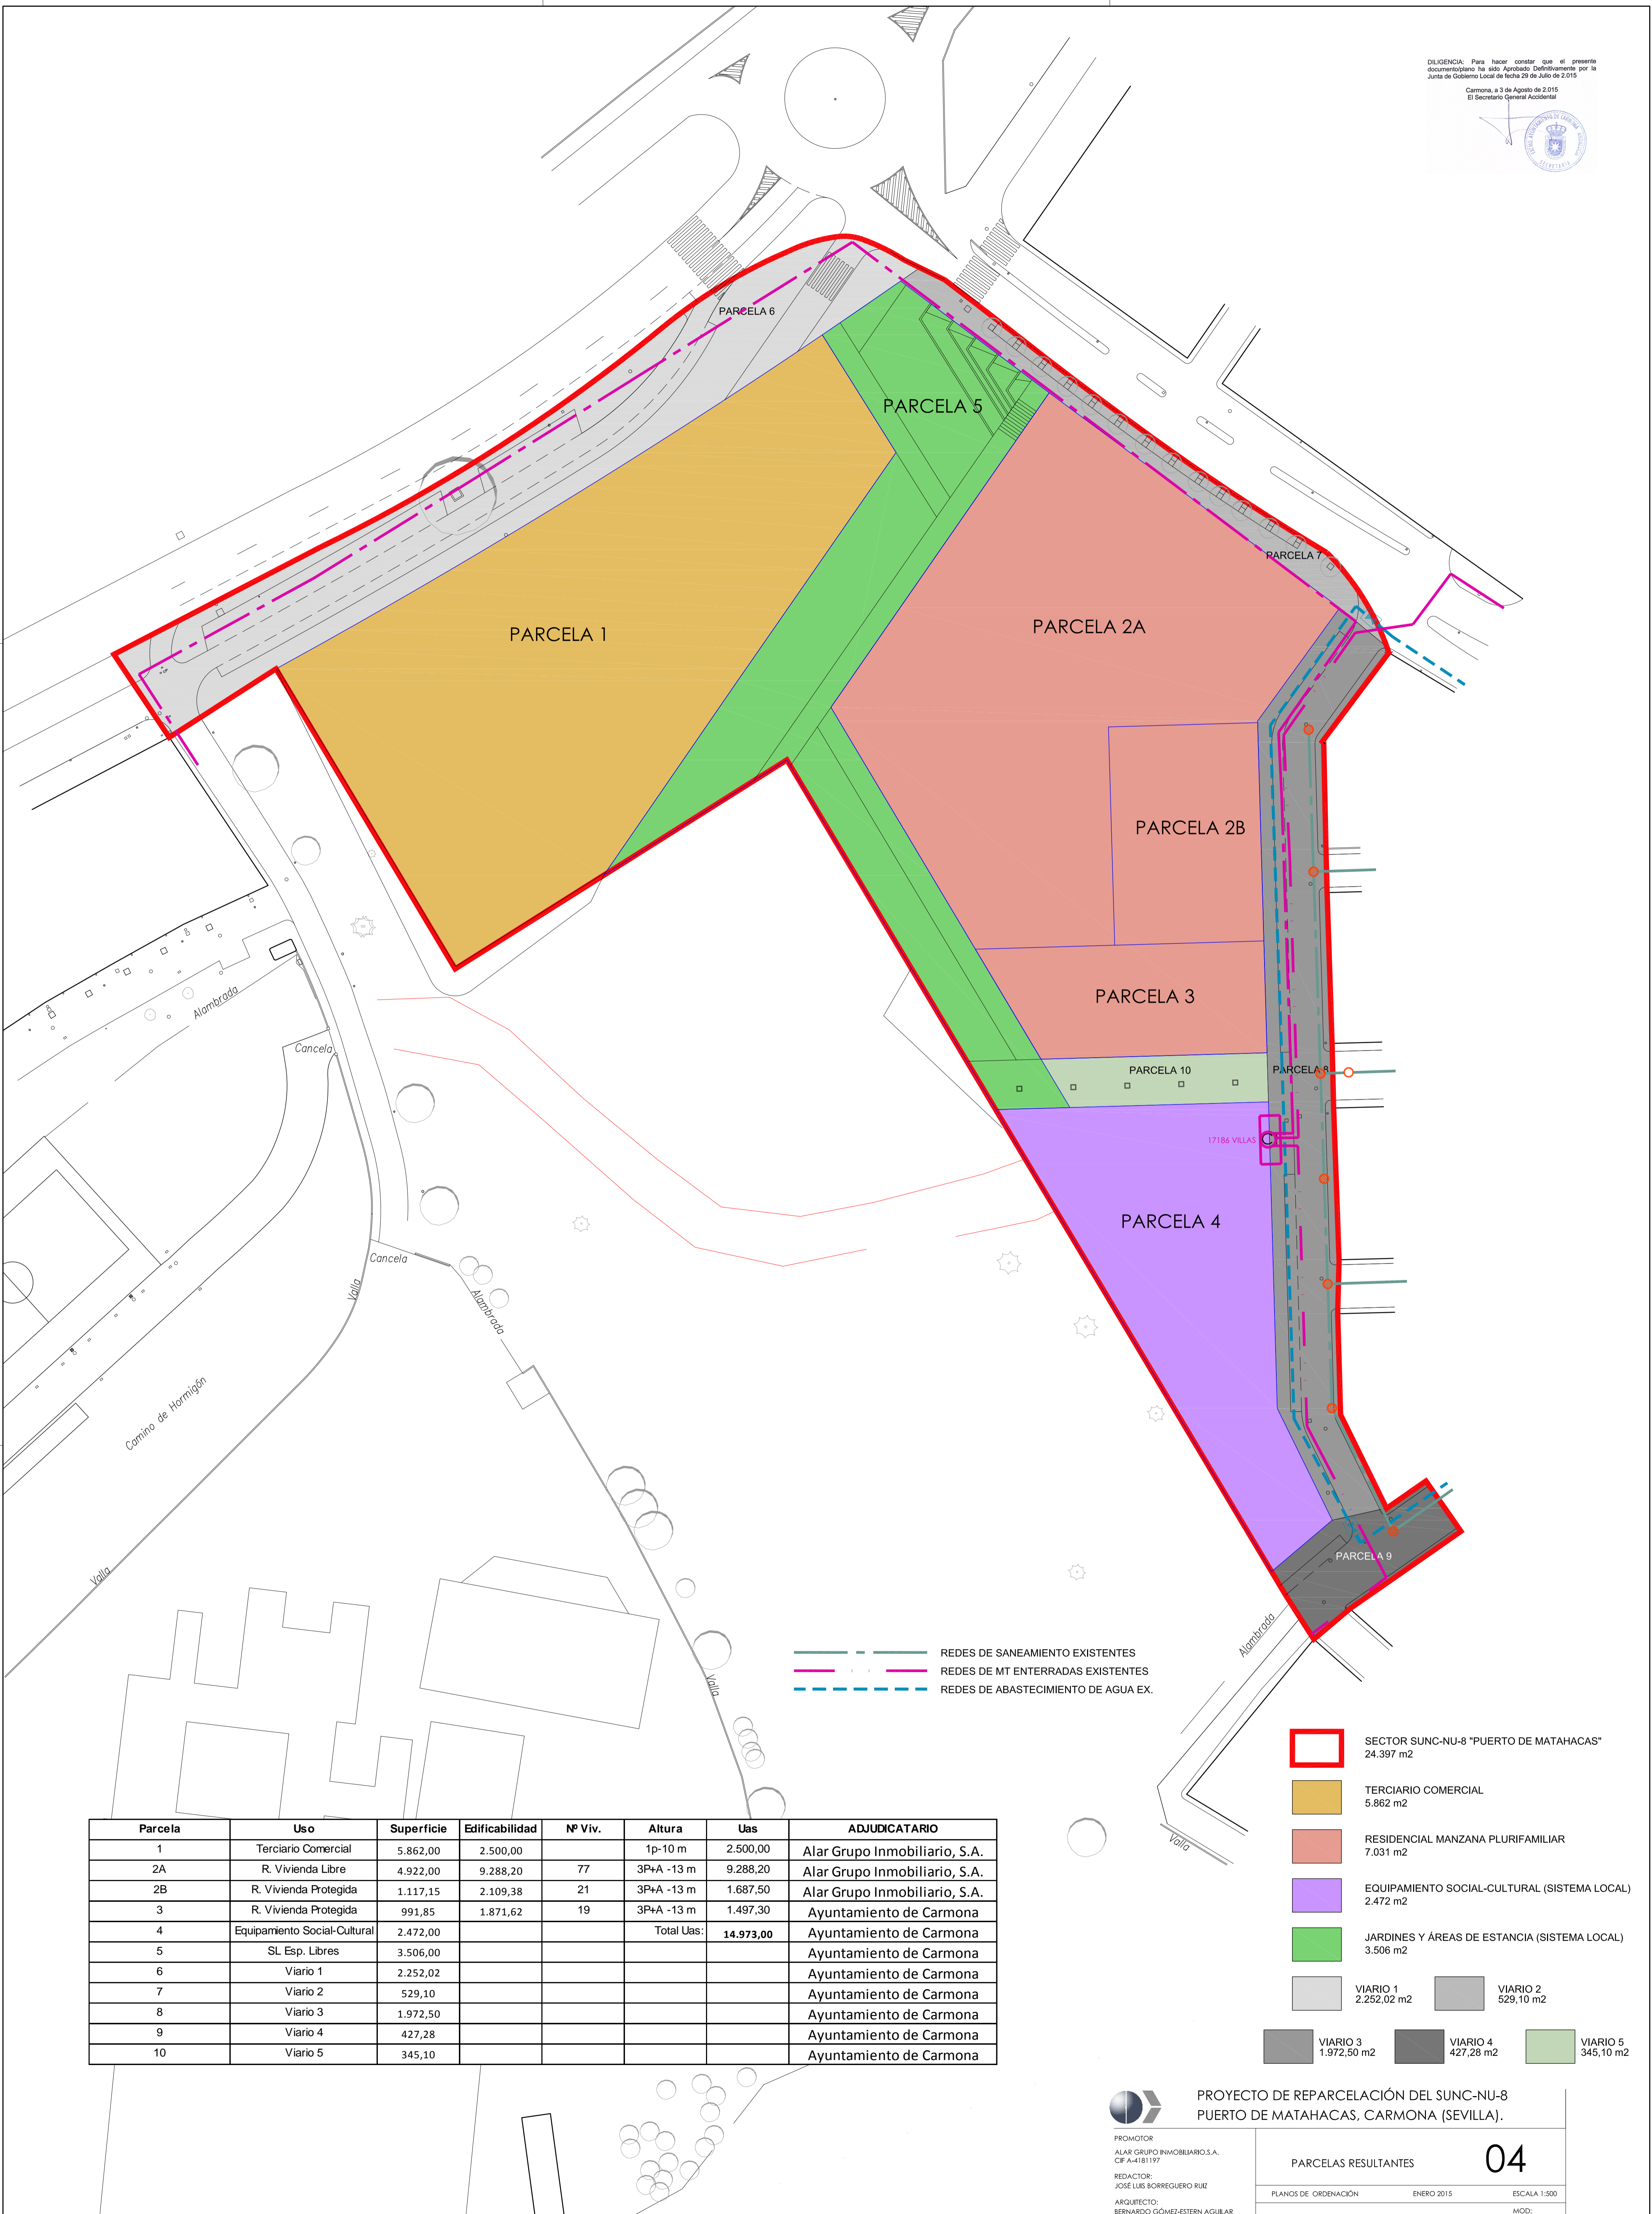 DILIGENCIA: Para hacer constar que el presente
documento/plano ha sido Aprobado Definitivamente por la
Junta de Gobierno Local de fecha 29 de Julio de 2.015
Carmona, a 3 de Agosto de 2.015
El Secretario General Accidental
SECRETARIA
PARCELA 6
PARCELA 5
PARCELA 7
PARCELA 1
PARCELA 2A
PARCELA 2B
PARCELA 3
PARCELA 10
PARCELA 8
17186 VILLAS
C
PARCELA 4
PARCELA 9
Alambrada
Cancela
Cancela
Valla
Alambrada
Camino de Hormigón
Valla
Valla
Alambrada
Valla
REDES DE SANEAMIENTO EXISTENTES
REDES DE MT ENTERRADAS EXISTENTES
REDES DE ABASTECIMIENTO DE AGUA EX.
SECTOR SUNC-NU-8 "PUERTO DE MATAHACAS"
24.397 m2
TERCIARIO COMERCIAL
5.862 m2
RESIDENCIAL MANZANA PLURIFAMILIAR
7.031 m2
EQUIPAMIENTO SOCIAL-CULTURAL (SISTEMA LOCAL)
2.472 m2
JARDINES Y ÁREAS DE ESTANCIA (SISTEMA LOCAL)
3.506 m2
VIARIO 1
2.252,02 m2
VIARIO 2
529,10 m2
VIARIO 3
1.972,50 m2
VIARIO 4
427,28 m2
VIARIO 5
345,10 m2
Parcela Uso Superficie Edificabilidad Nº Viv. Altura Uas ADJUDICATARIO
1 Terciario Comercial 5.862,00 2.500,00 1p-10 m 2.500,00 Alar Grupo Inmobiliario, S.A.
2A R. Vivienda Libre 4.922,00 9.288,20 77 3P+A -13 m 9.288,20 Alar Grupo Inmobiliario, S.A.
2B R. Vivienda Protegida 1.117,15 2.109,38 21 3P+A -13 m 1.687,50 Alar Grupo Inmobiliario, S.A.
3 R. Vivienda Protegida 991,85 1.871,62 19 3P+A -13 m 1.497,30 Ayuntamiento de Carmona
4 Equipamiento Social-Cultural 2.472,00 Total Uas: 14.973,00 Ayuntamiento de Carmona
5 SL Esp. Libres 3.506,00 Ayuntamiento de Carmona
6 Viario 1 2.252,02 Ayuntamiento de Carmona
7 Viario 2 529,10 Ayuntamiento de Carmona
8 Viario 3 1.972,50 Ayuntamiento de Carmona
9 Viario 4 427,28 Ayuntamiento de Carmona
10 Viario 5 345,10 Ayuntamiento de Carmona
PROYECTO DE REPARCELACIÓN DEL SUNC-NU-8
PUERTO DE MATAHACAS, CARMONA (SEVILLA).
PROMOTOR
ALAR GRUPO INMOBILIARIO,S.A.
CIF A-4181197
REDACTOR:
JOSÉ LUIS BORREGUERO RUIZ
ARQUITECTO:
BERNARDO GÓMEZ-ESTERN AGUILAR
PARCELAS RESULTANTES 04
PLANOS DE ORDENACIÓN ENERO 2015 ESCALA 1:500
MOD: